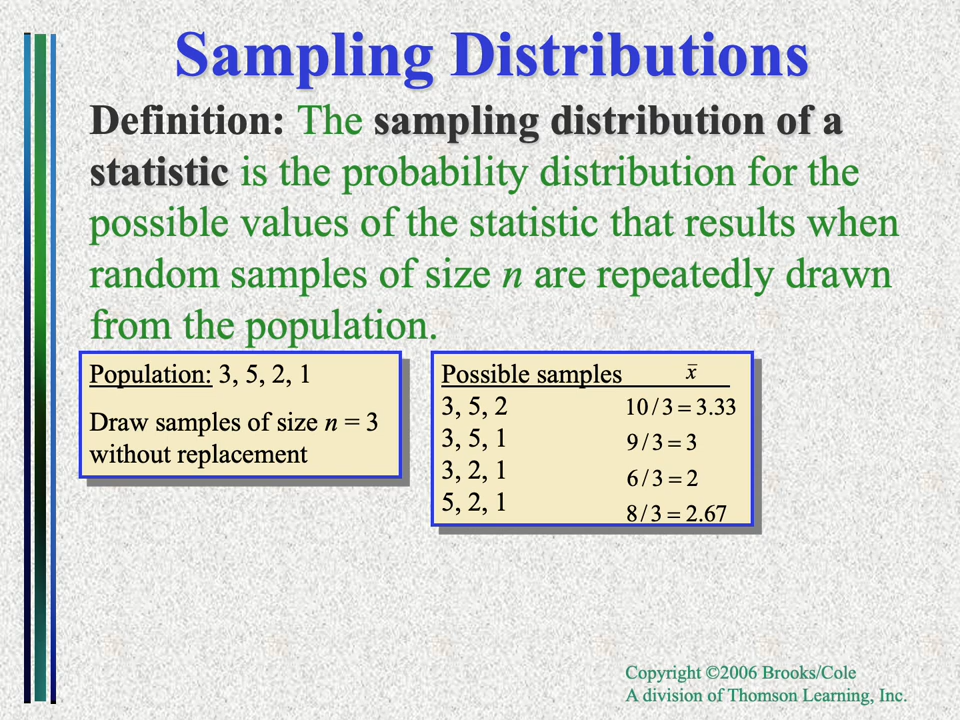 Sampling Distributions
Definition: The sampling distribution of a
statistic is the probability distribution for the
possible values of the statistic that results when
random samples of size n are repeatedly drawn
from the population.
Population: 3, 5, 2, 1
Draw samples of size n = 3
without replacement
Possible samples x̄
3, 5, 2 10/3 = 3.33
3, 5, 1 9/3 = 3
3, 2, 1 6/3 = 2
5, 2, 1 8/3 = 2.67
Copyright ©2006 Brooks/Cole
A division of Thomson Learning, Inc.